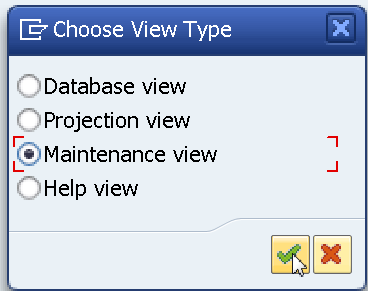 Choose View Type
Database view
Projection view
Maintenance view
Help view